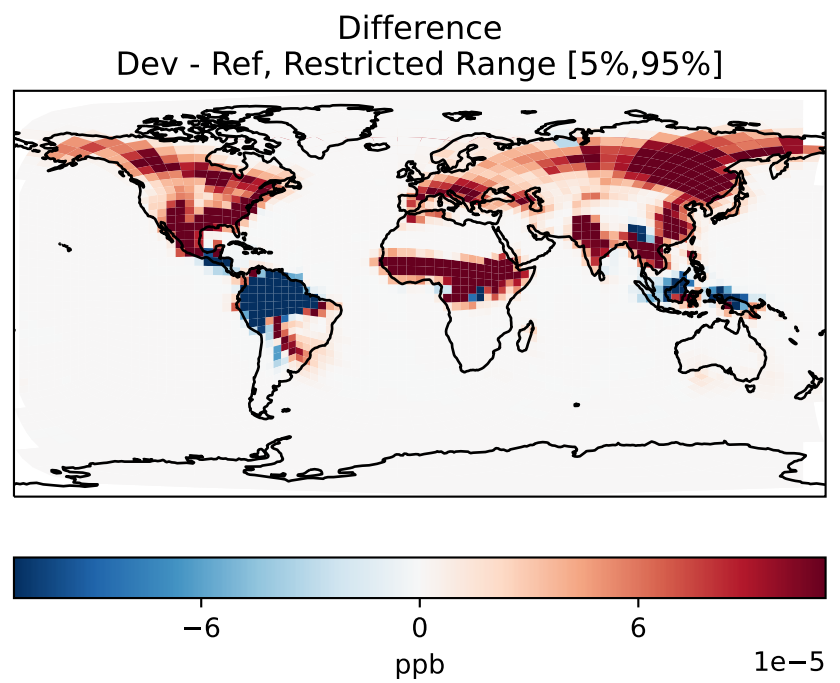 Difference
Dev - Ref, Restricted Range [5%,95%]
−6 0 6
ppb
1e−5